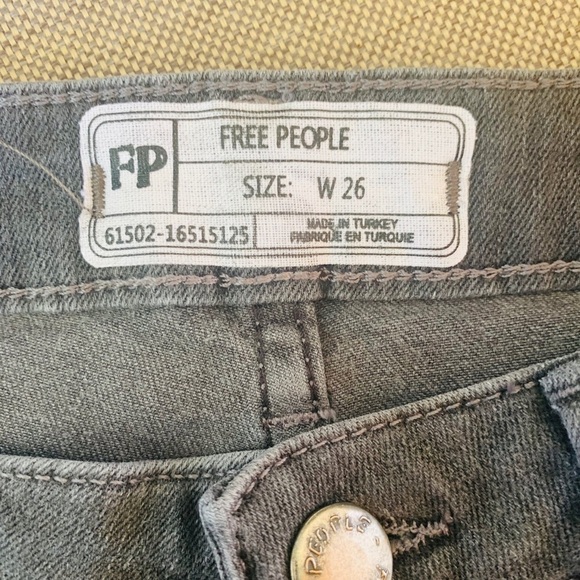 FP
FREE PEOPLE
SIZE: W 26
61502-16515125
MADE IN TURKEY
FABRIQUE EN TURQUIE
PEOPLE